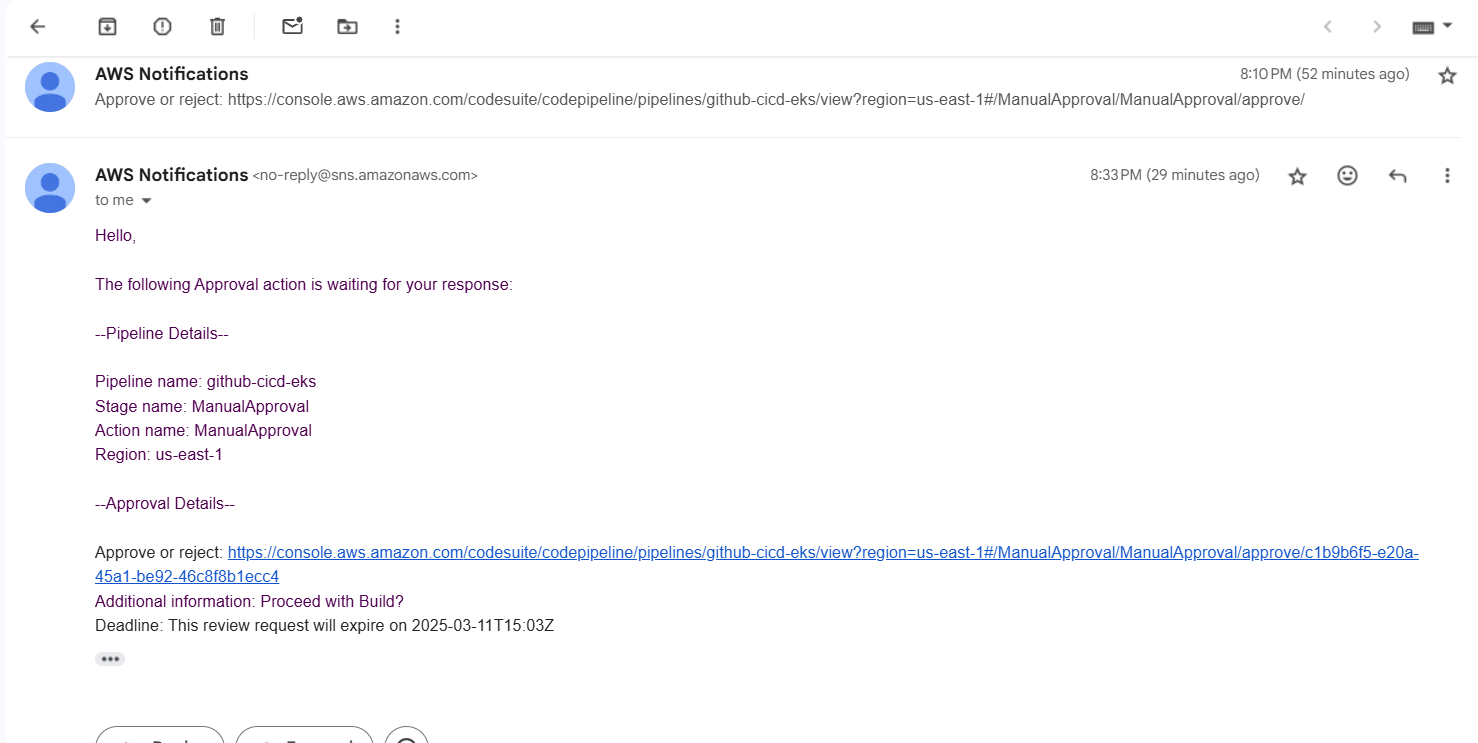 AWS Notifications
8:10 PM (52 minutes ago)
Approve or reject: https://console.aws.amazon.com/codesuite/codepipeline/pipelines/github-cicd-eks/view?region=us-east-1#/ManualApproval/ManualApproval/approve/
AWS Notifications <no-reply@sns.amazonaws.com>
8:33 PM (29 minutes ago)
to me
Hello,
The following Approval action is waiting for your response:
--Pipeline Details--
Pipeline name: github-cicd-eks
Stage name: ManualApproval
Action name: ManualApproval
Region: us-east-1
--Approval Details--
Approve or reject: https://console.aws.amazon.com/codesuite/codepipeline/pipelines/github-cicd-eks/view?region=us-east-1#/ManualApproval/ManualApproval/approve/c1b9b6f5-e20a-
45a1-be92-46c8f8b1ecc4
Additional information: Proceed with Build?
Deadline: This review request will expire on 2025-03-11T15:03Z